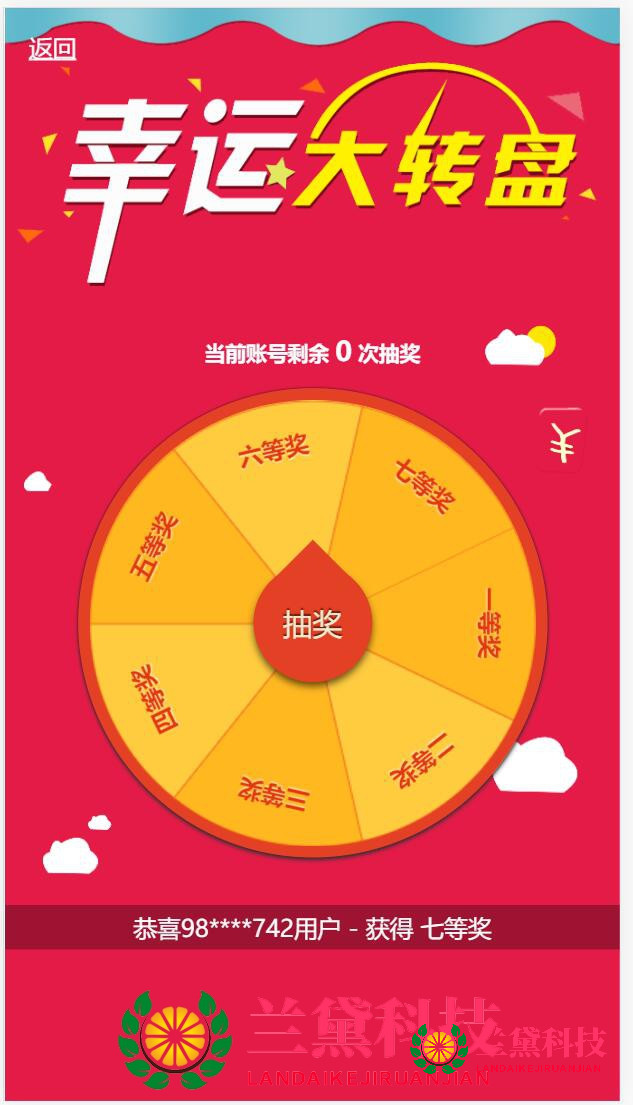 返回
幸运大转盘
当前账号剩余 0 次抽奖
¥
六等奖
七等奖
五等奖
一等奖
抽奖
四等奖
二等奖
三等奖
恭喜98****742用户 - 获得 七等奖
兰黛科技
LANDAIKEJIRUANJIAN
兰黛科技
LANDAIKEJIRUANJIAN